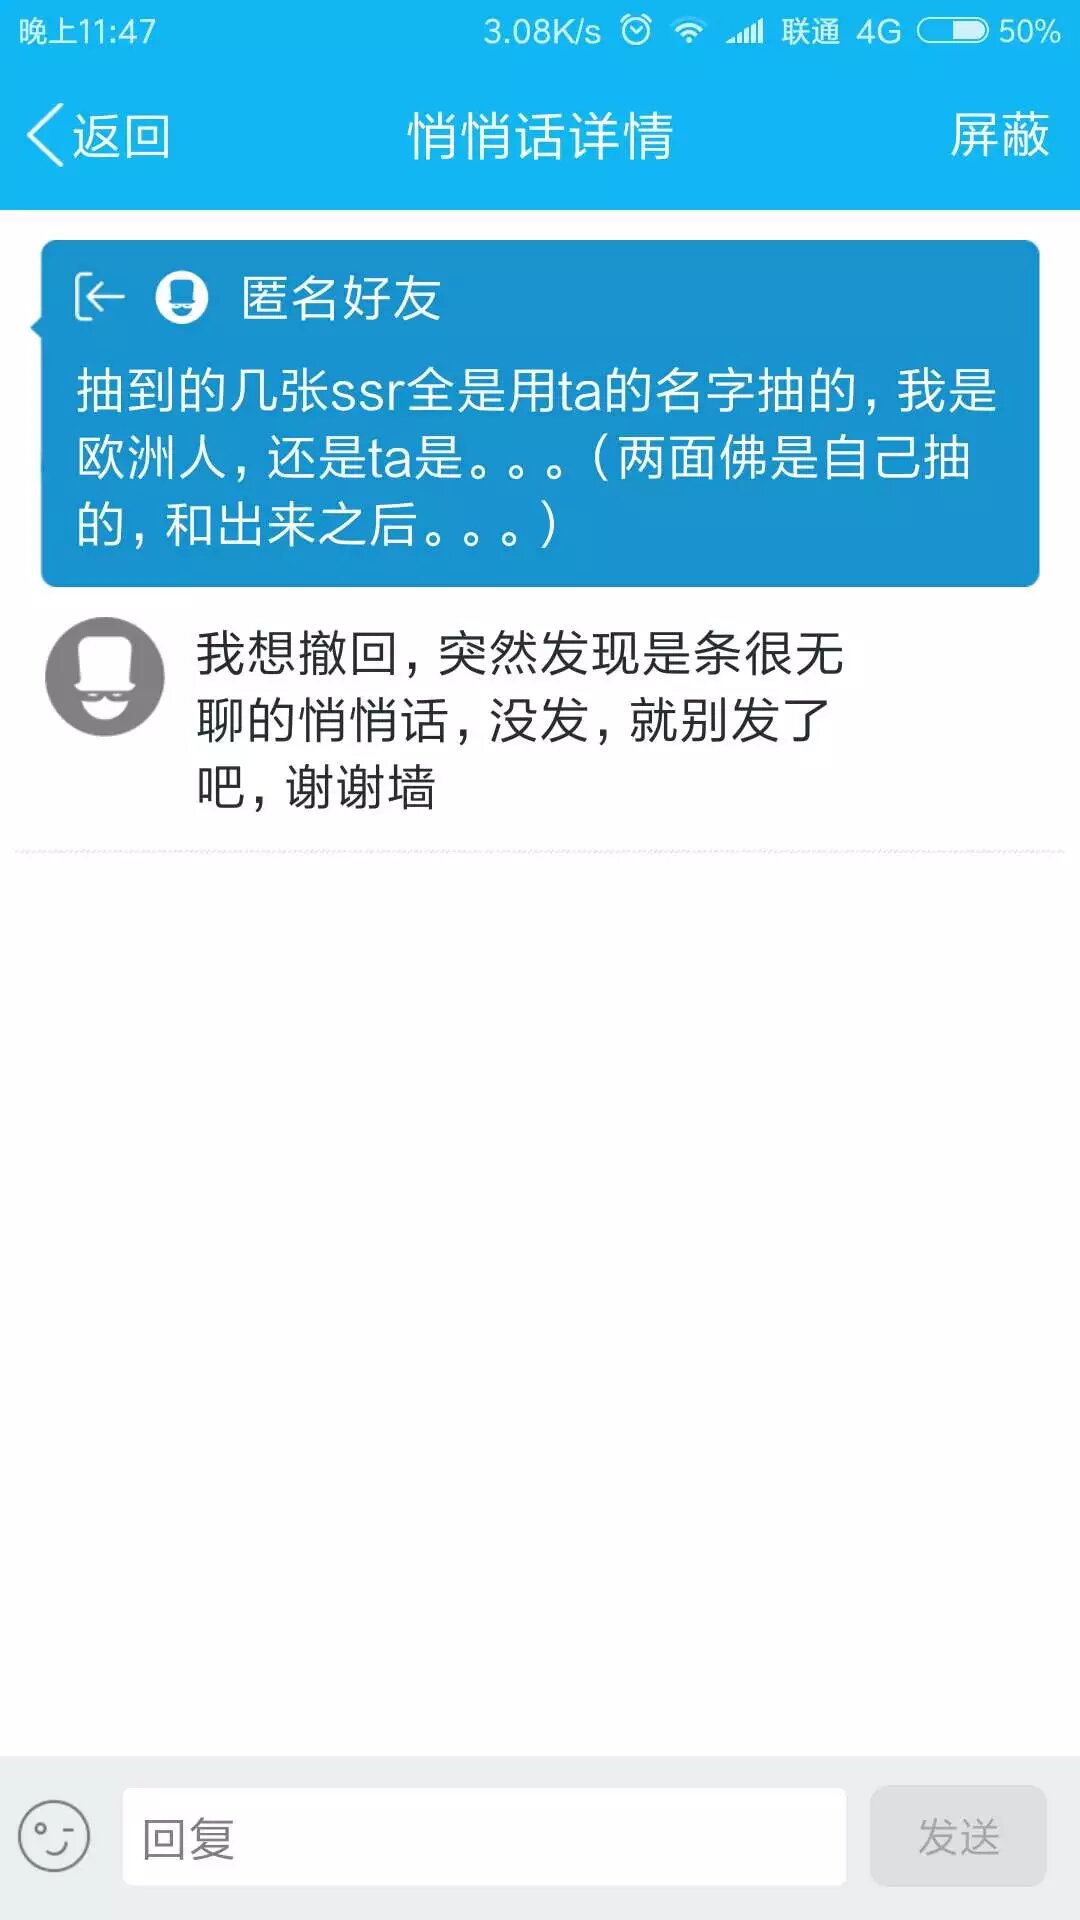 晚上11:47 3.08K/s 联通 4G 50%
返回 悄悄话详情 屏蔽
匿名好友
抽到的几张ssr全是用ta的名字抽的,我是
欧洲人,还是ta是。。。(两面佛是自己抽
的,和出来之后。。。)
我想撤回,突然发现是条很无
聊的悄悄话,没发,就别发了
吧,谢谢墙
回复 发送